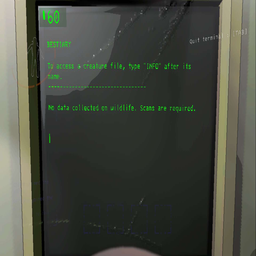 ▮60
BESTIARY
To access a creature file, type "INFO" after its
name.
---------------------------------
No data collected on wildlife. Scans are required.
Quit terminal : [TAB]